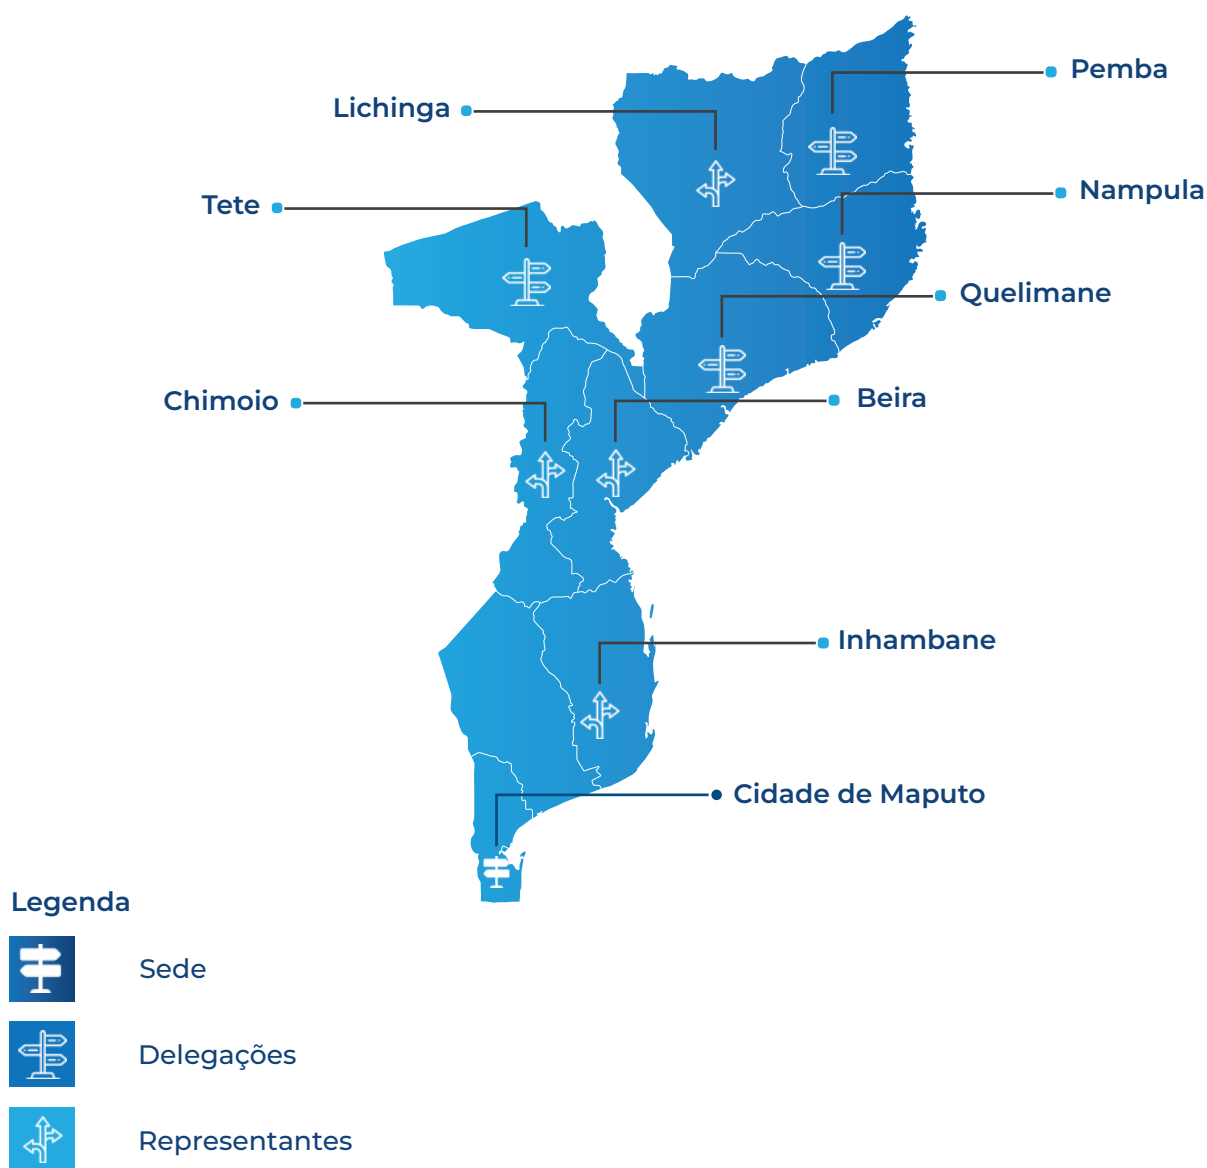 Pemba
Lichinga
Nampula
Tete
Quelimane
Beira
Chimoio
Inhambane
Cidade de Maputo
Legenda
Sede
Delegações
Representantes